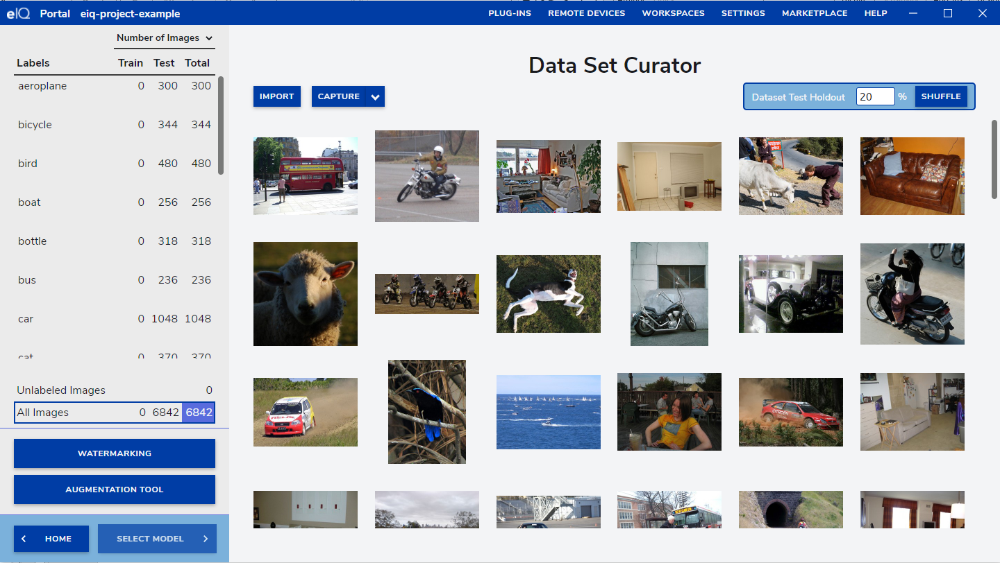 eIQ Portal eiq-project-example PLUG-INS REMOTE DEVICES WORKSPACES SETTINGS MARKETPLACE HELP
Number of Images
Labels Train Test Total
aeroplane 0 300 300
bicycle 0 344 344
bird 0 480 480
boat 0 256 256
bottle 0 318 318
bus 0 236 236
car 0 1048 1048
cat 0 370 370
Unlabeled Images 0
All Images 0 6842 6842
WATERMARKING
AUGMENTATION TOOL
HOME SELECT MODEL
Data Set Curator
IMPORT CAPTURE Dataset Test Holdout 20 % SHUFFLE
CITROËN